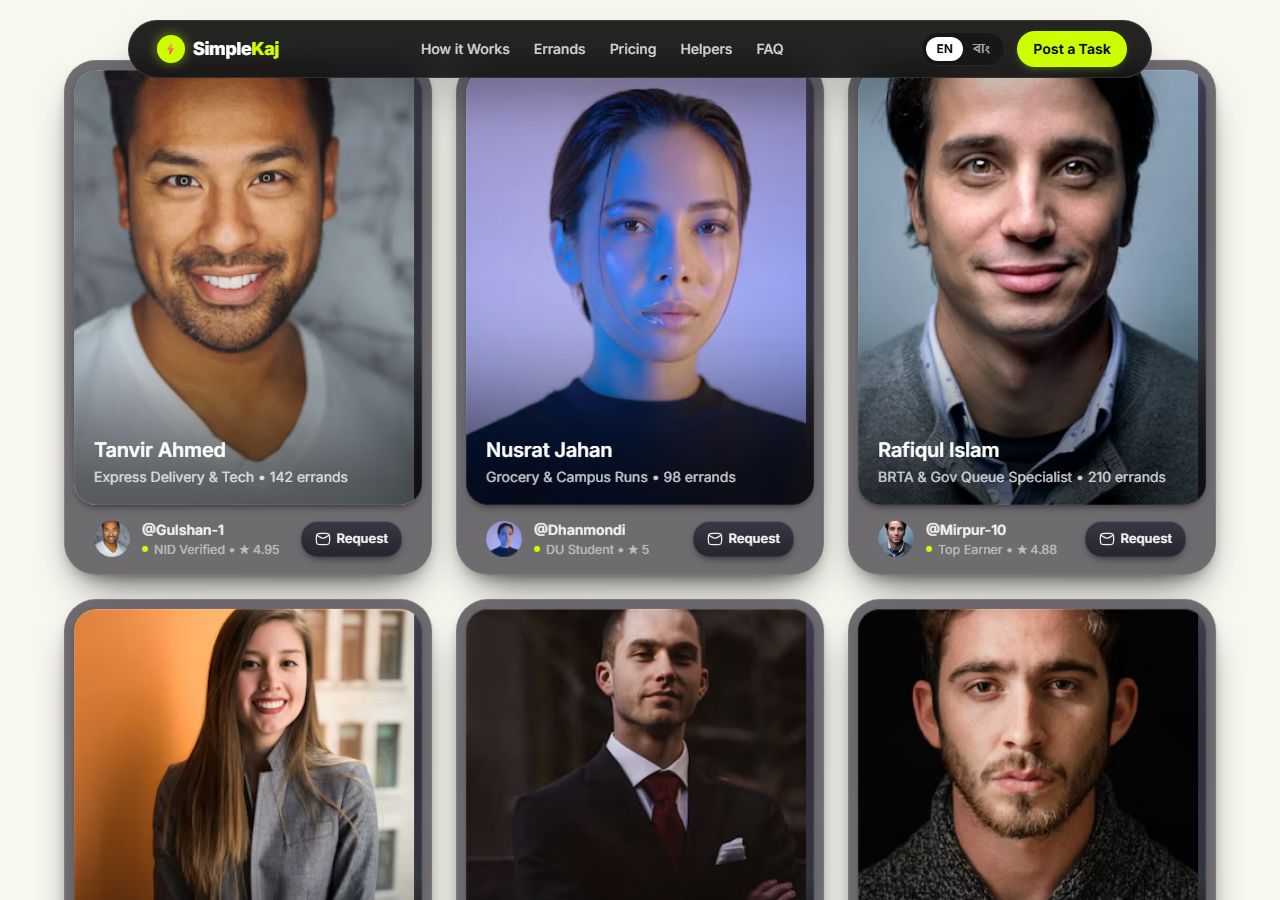 SimpleKaj
How it Works
Errands
Pricing
Helpers
FAQ
EN
বাং
Post a Task
Tanvir Ahmed
Express Delivery & Tech • 142 errands
@Gulshan-1
NID Verified • ★ 4.95
Request
Nusrat Jahan
Grocery & Campus Runs • 98 errands
@Dhanmondi
DU Student • ★ 5
Request
Rafiqul Islam
BRTA & Gov Queue Specialist • 210 errands
@Mirpur-10
Top Earner • ★ 4.88
Request